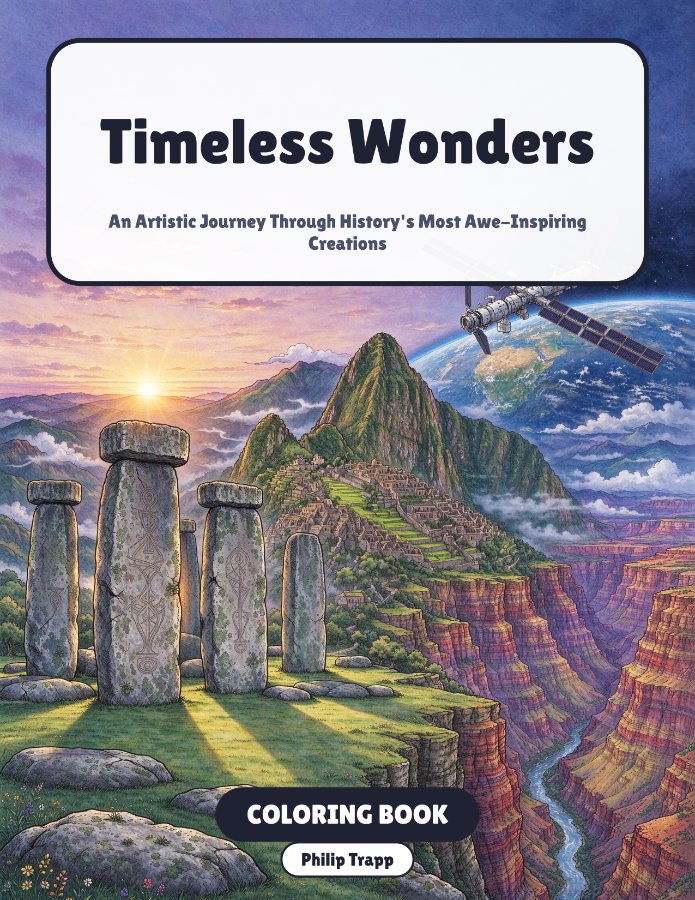 Timeless Wonders
An Artistic Journey Through History's Most Awe-Inspiring
Creations
COLORING BOOK
Philip Trapp